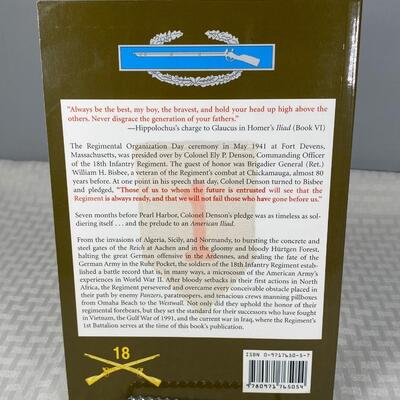 "Always be the best, my boy, the bravest, and hold your head up high above the
others. Never disgrace the generation of your fathers."
—Hippolochus's charge to Glaucus in Homer's Iliad (Book VI)
The Regimental Organization Day ceremony in May 1941 at Fort Devens,
Massachusetts, was presided over by Colonel Ely P. Denson, Commanding Officer
of the 18th Infantry Regiment. The guest of honor was Brigadier General (Ret.)
William H. Bisbee, a veteran of the Regiment's combat at Chickamauga, almost 80
years before. At one point in his speech that day, Colonel Denson turned to Bisbee
and pledged, "Those of us to whom the future is entrusted will see that the
Regiment is always ready, and that we will not fail those who have gone before us."
Seven months before Pearl Harbor, Colonel Denson's pledge was as timeless as sol-
diering itself . . . and the prelude to an American Iliad.
From the invasions of Algeria, Sicily, and Normandy, to bursting the concrete and
steel gates of the Reich at Aachen and in the gloomy and bloody Hürtgen Forest,
halting the great German offensive in the Ardennes, and sealing the fate of the
German Army in the Ruhr Pocket, the soldiers of the 18th Infantry Regiment estab-
lished a battle record that is, in many ways, a microcosm of the American Army's
experiences in World War II. After bloody setbacks in their first actions in North
Africa, the Regiment persevered and overcame every conceivable obstacle placed in
their path by enemy Panzers, paratroopers, and tenacious crews manning pillboxes
from Omaha Beach to the Westwall. Not only did they uphold the honor of their
regimental forebears, but they set the standard for their successors who have fought
in Vietnam, the Gulf War of 1991, and the current war in Iraq, where the Regiment's
1st Battalion serves at the time of this book's publication.
18
ISBN 0-9717650-5-7
9 780971 765054